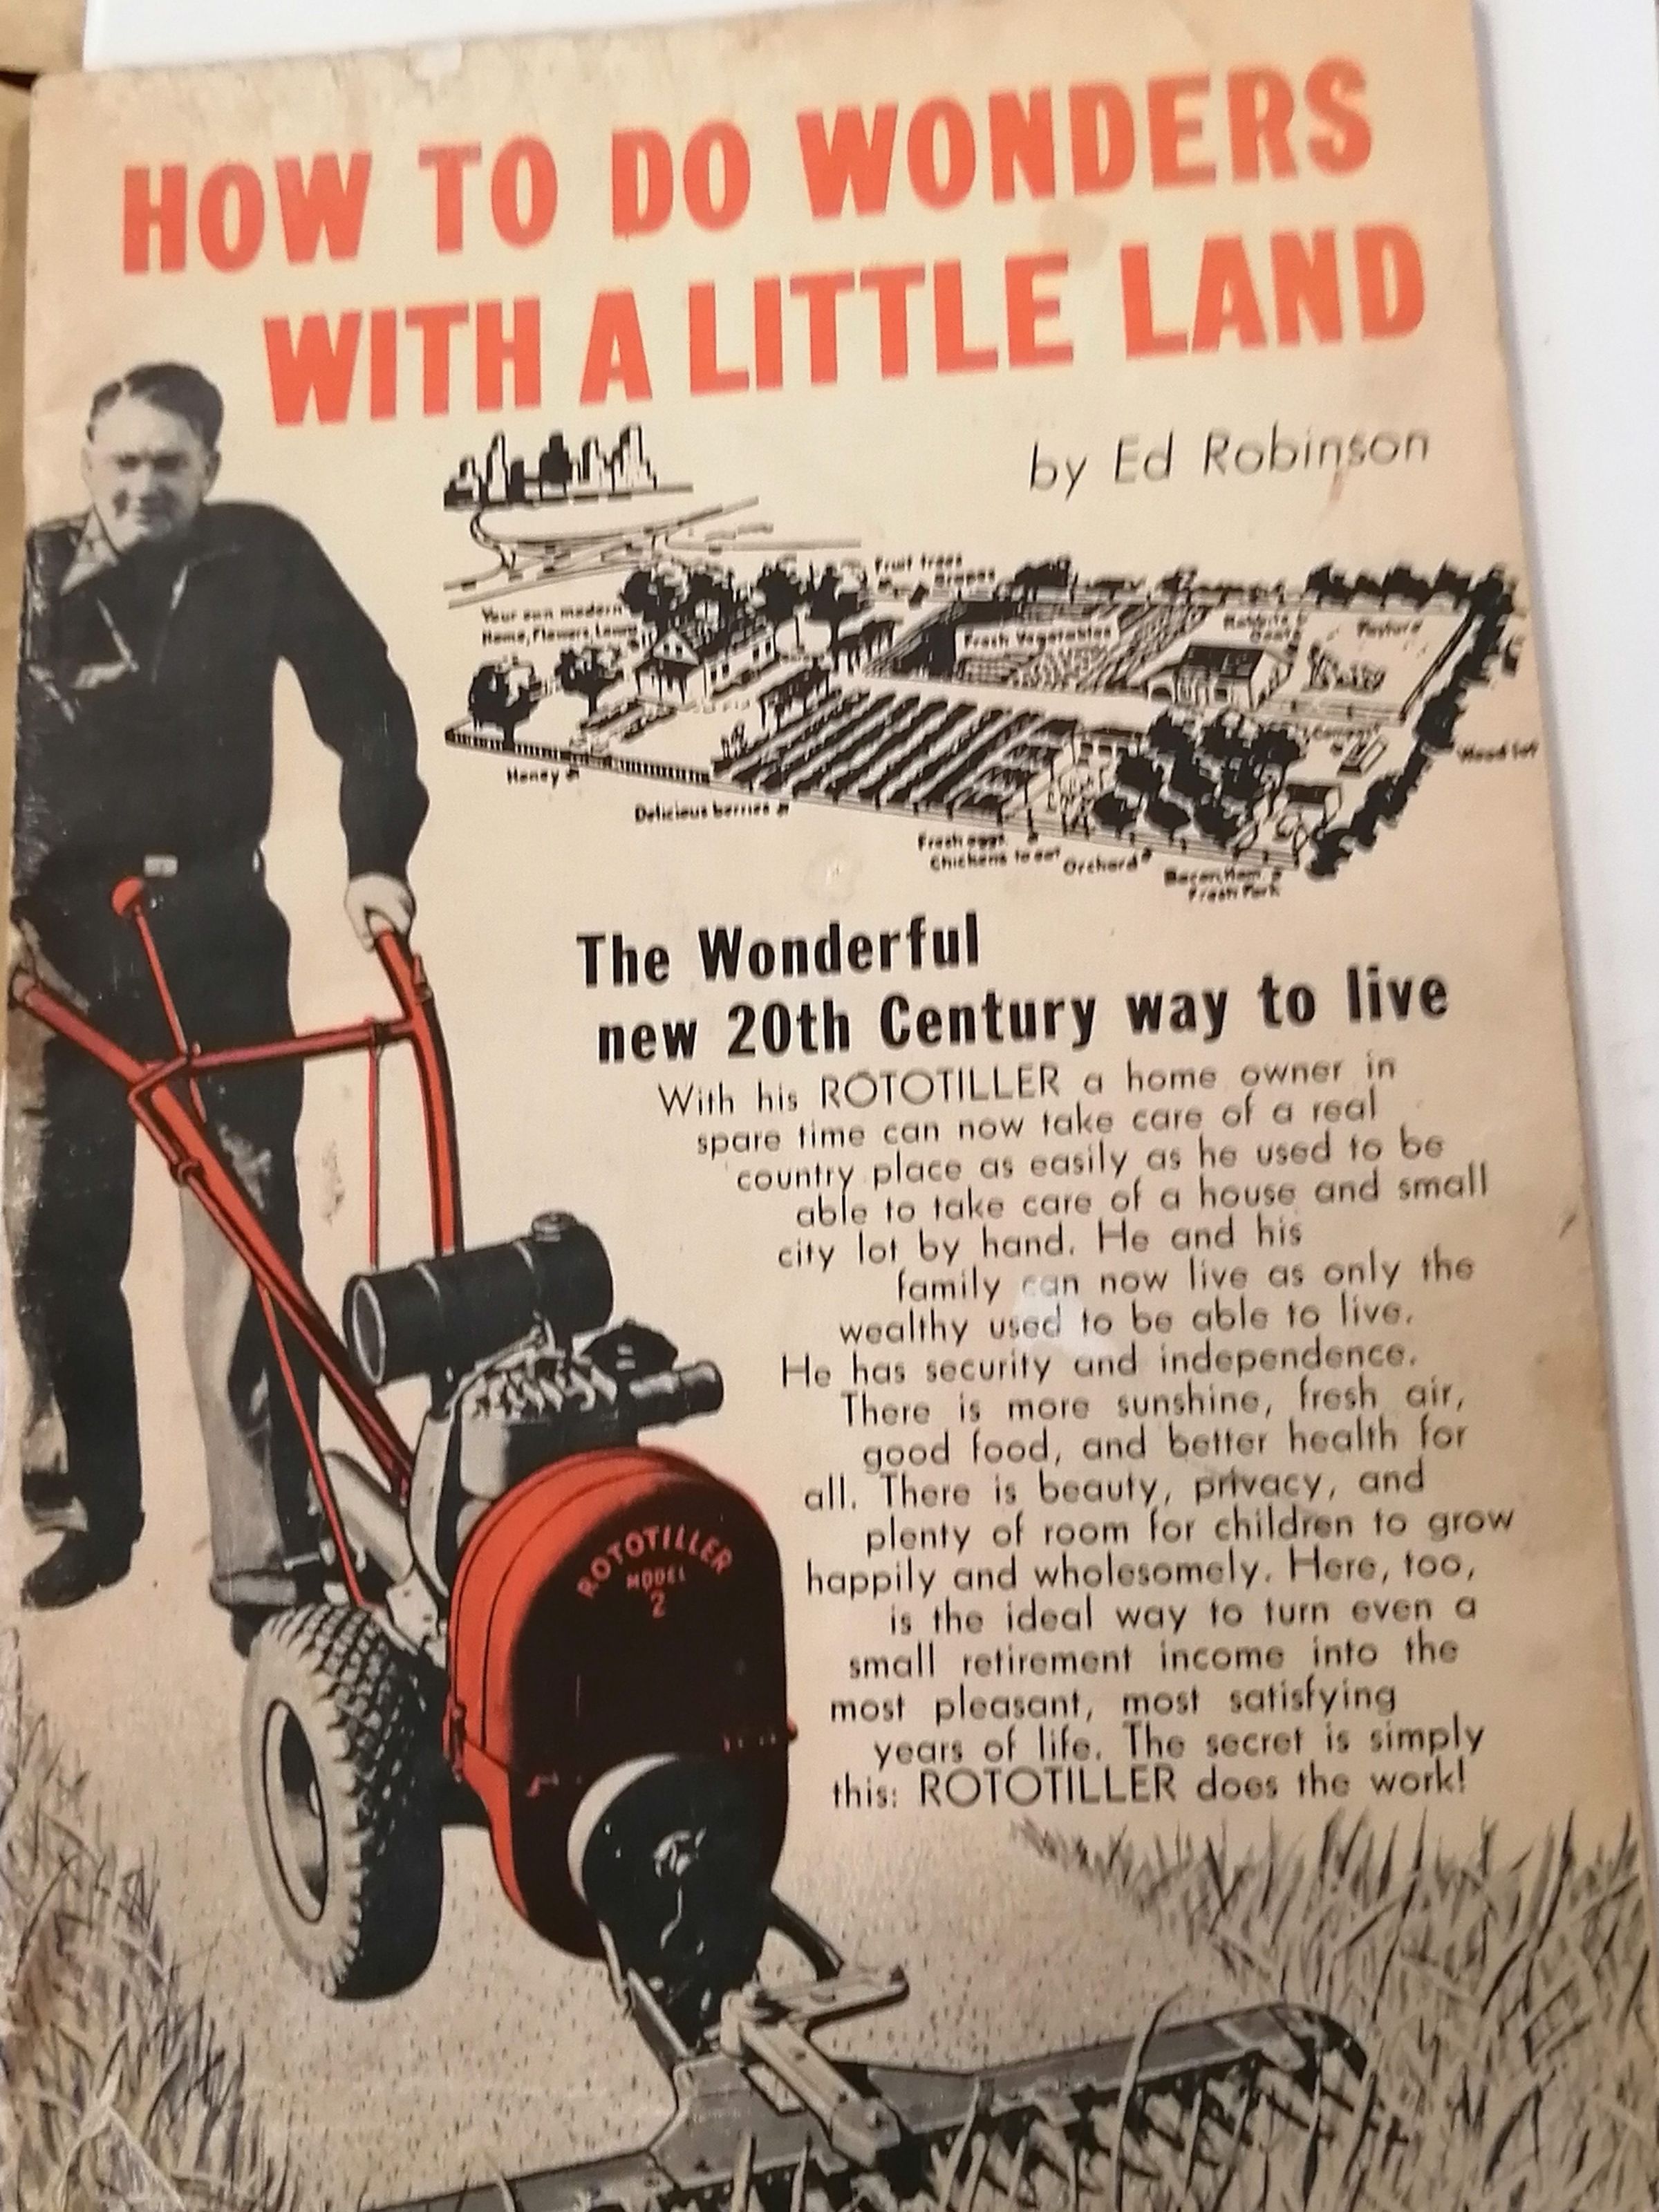 HOW TO DO WONDERS
WITH A LITTLE LAND
by Ed Robinson
Fruit trees
Grapes
Your own modern
Home, Flowers, Lawn
Fresh Vegetables
Rabbits &
Goats
Pasture
Compost
Wood lot
Honey
Delicious berries
Fresh eggs
Chickens to eat
Orchard
Bacon, Ham
Fresh Pork
The Wonderful
new 20th Century way to live
With his ROTOTILLER a home owner in
spare time can now take care of a real
country place as easily as he used to be
able to take care of a house and small
city lot by hand. He and his
family can now live as only the
wealthy used to be able to live.
He has security and independence.
There is more sunshine, fresh air,
good food, and better health for
all. There is beauty, privacy, and
plenty of room for children to grow
happily and wholesomely. Here, too,
is the ideal way to turn even a
small retirement income into the
most pleasant, most satisfying
years of life. The secret is simply
this: ROTOTILLER does the work!
ROTOTILLER
MODEL
2